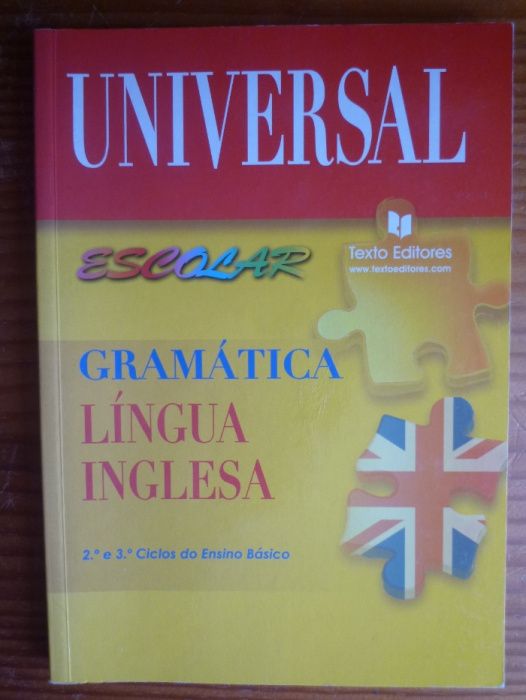 UNIVERSAL
ESCOLAR
Texto Editores
www.textoeditores.com
GRAMÁTICA
LÍNGUA
INGLESA
2.º e 3.º Ciclos do Ensino Básico